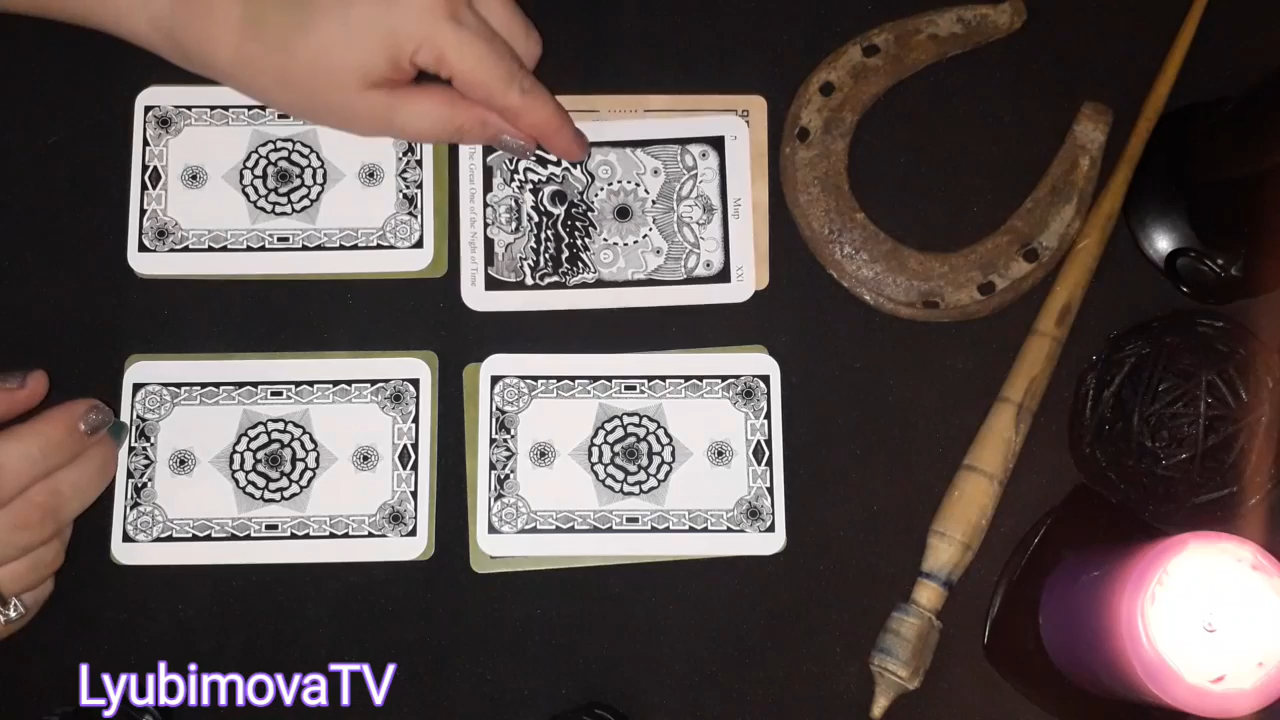 Мир
XXI
The Great One of the Night of Time
LyubimovaTV